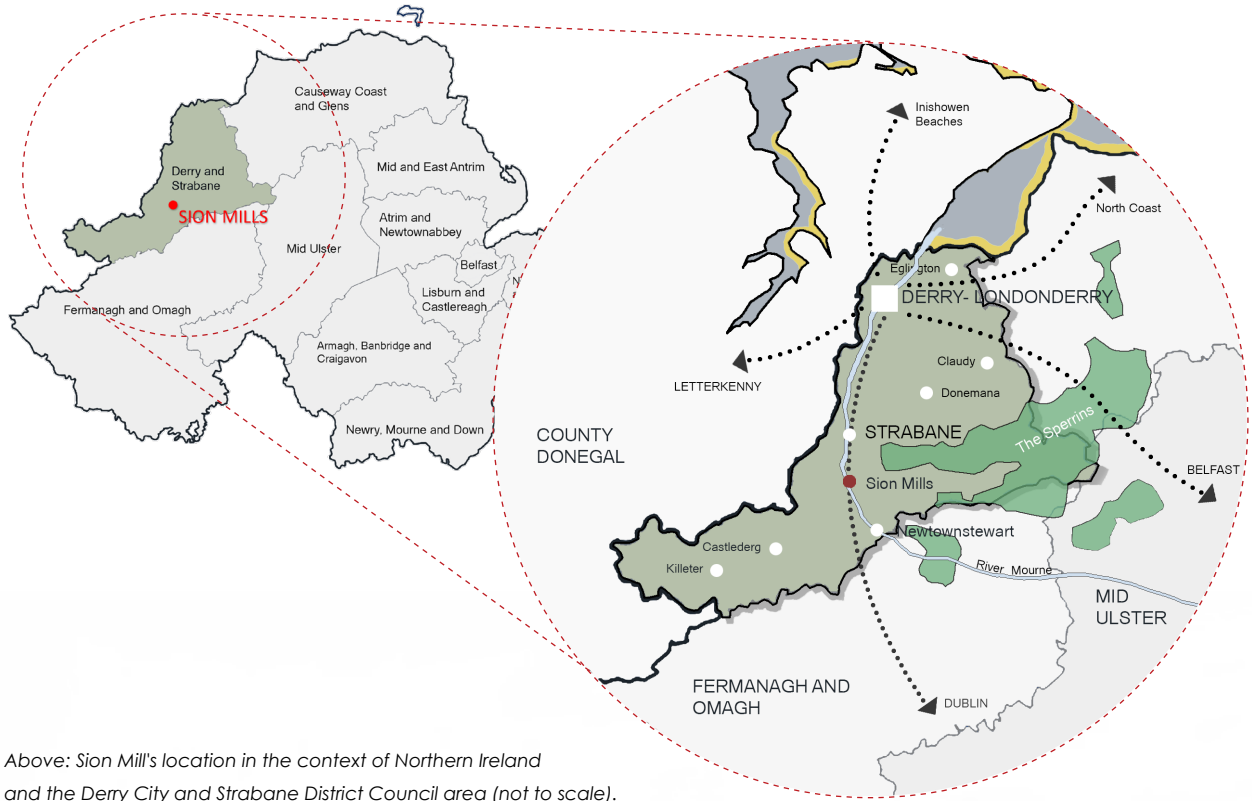 Causeway Coast
and Glens
Derry and
Strabane
SION MILLS
Mid and East Antrim
Atrim and
Newtownabbey
Mid Ulster
Belfast
Lisburn and
Castlereagh
N
Fermanagh and Omagh
Armagh, Banbridge and
Craigavon
Newry, Mourne and Down
Inishowen
Beaches
North Coast
Eglington
DERRY- LONDONDERRY
LETTERKENNY
Claudy
Donemana
COUNTY
DONEGAL
STRABANE
The Sperrins
BELFAST
Sion Mills
Newtownstewart
Castlederg
Killeter
River Mourne
MID
ULSTER
FERMANAGH AND
OMAGH
DUBLIN
Above: Sion Mill's location in the context of Northern Ireland
and the Derry City and Strabane District Council area (not to scale).